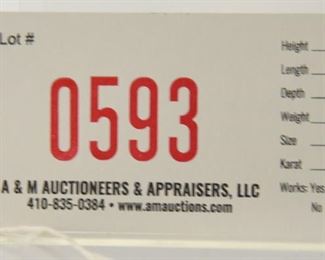 Lot #
0593
A & M AUCTIONEERS & APPRAISERS, LLC
410-835-0384 • www.amauctions.com
Height
Length
Depth
Weight
Size
Karat
Works: Yes
No